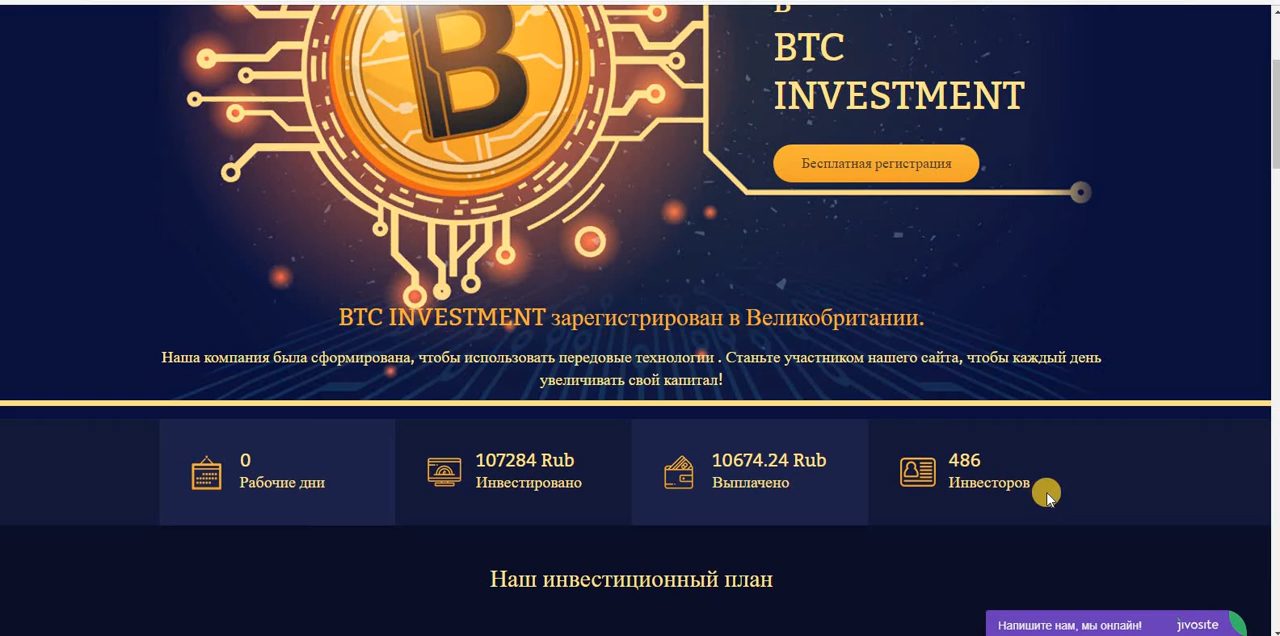 BTC
INVESTMENT
Бесплатная регистрация
BTC INVESTMENT зарегистрирован в Великобритании.
Наша компания была сформирована, чтобы использовать передовые технологии . Станьте участником нашего сайта, чтобы каждый день
увеличивать свой капитал!
0
Рабочие дни
107284 Rub
Инвестировано
10674.24 Rub
Выплачено
486
Инвесторов
Наш инвестиционный план
Напишите нам, мы онлайн! jivosite